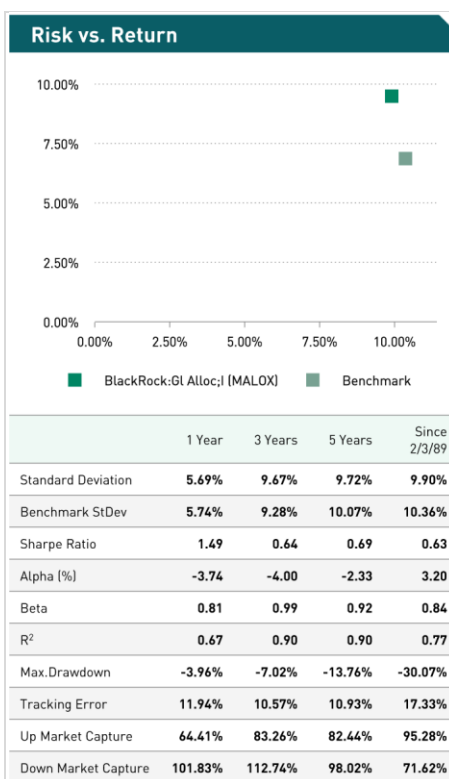 Risk vs. Return
10.00%
7.50%
5.00%
2.50%
0.00%
0.00% 2.50% 5.00% 7.50% 10.00%
BlackRock:Gl Alloc;I (MALOX) Benchmark
1 Year 3 Years 5 Years Since 2/3/89
Standard Deviation 5.69% 9.67% 9.72% 9.90%
Benchmark StDev 5.74% 9.28% 10.07% 10.36%
Sharpe Ratio 1.49 0.64 0.69 0.63
Alpha (%) -3.74 -4.00 -2.33 3.20
Beta 0.81 0.99 0.92 0.84
R² 0.67 0.90 0.90 0.77
Max.Drawdown -3.96% -7.02% -13.76% -30.07%
Tracking Error 11.94% 10.57% 10.93% 17.33%
Up Market Capture 64.41% 83.26% 82.44% 95.28%
Down Market Capture 101.83% 112.74% 98.02% 71.62%